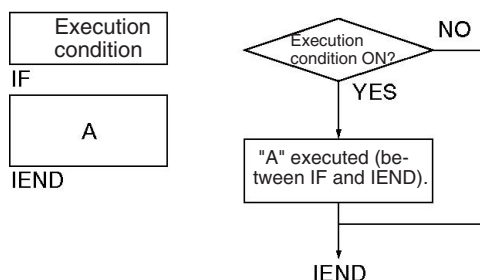 Execution
condition
IF
A
IEND
Execution
condition ON?
NO
YES
"A" executed (be-
tween IF and IEND).
IEND